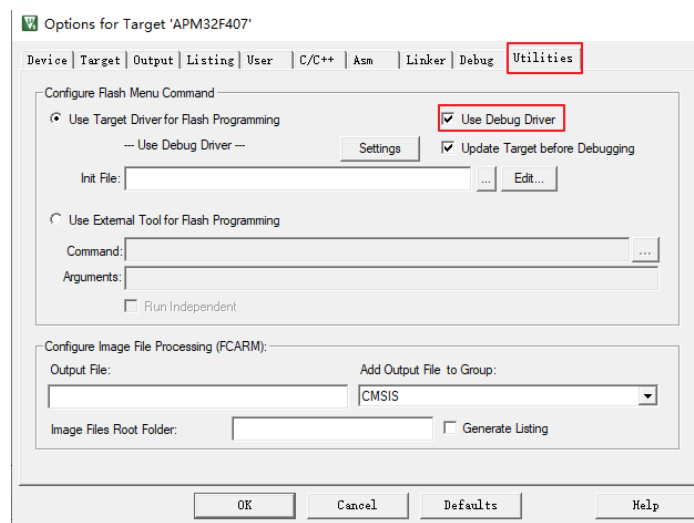 Options for Target 'APM32F407'
Device Target Output Listing User C/C++ Asm Linker Debug Utilities
Configure Flash Menu Command
Use Target Driver for Flash Programming Use Debug Driver
--- Use Debug Driver --- Settings Update Target before Debugging
Init File: ... Edit...
Use External Tool for Flash Programming
Command: ...
Arguments:
Run Independent
Configure Image File Processing (FCARM):
Output File: Add Output File to Group:
CMSIS
Image Files Root Folder: Generate Listing
OK Cancel Defaults Help